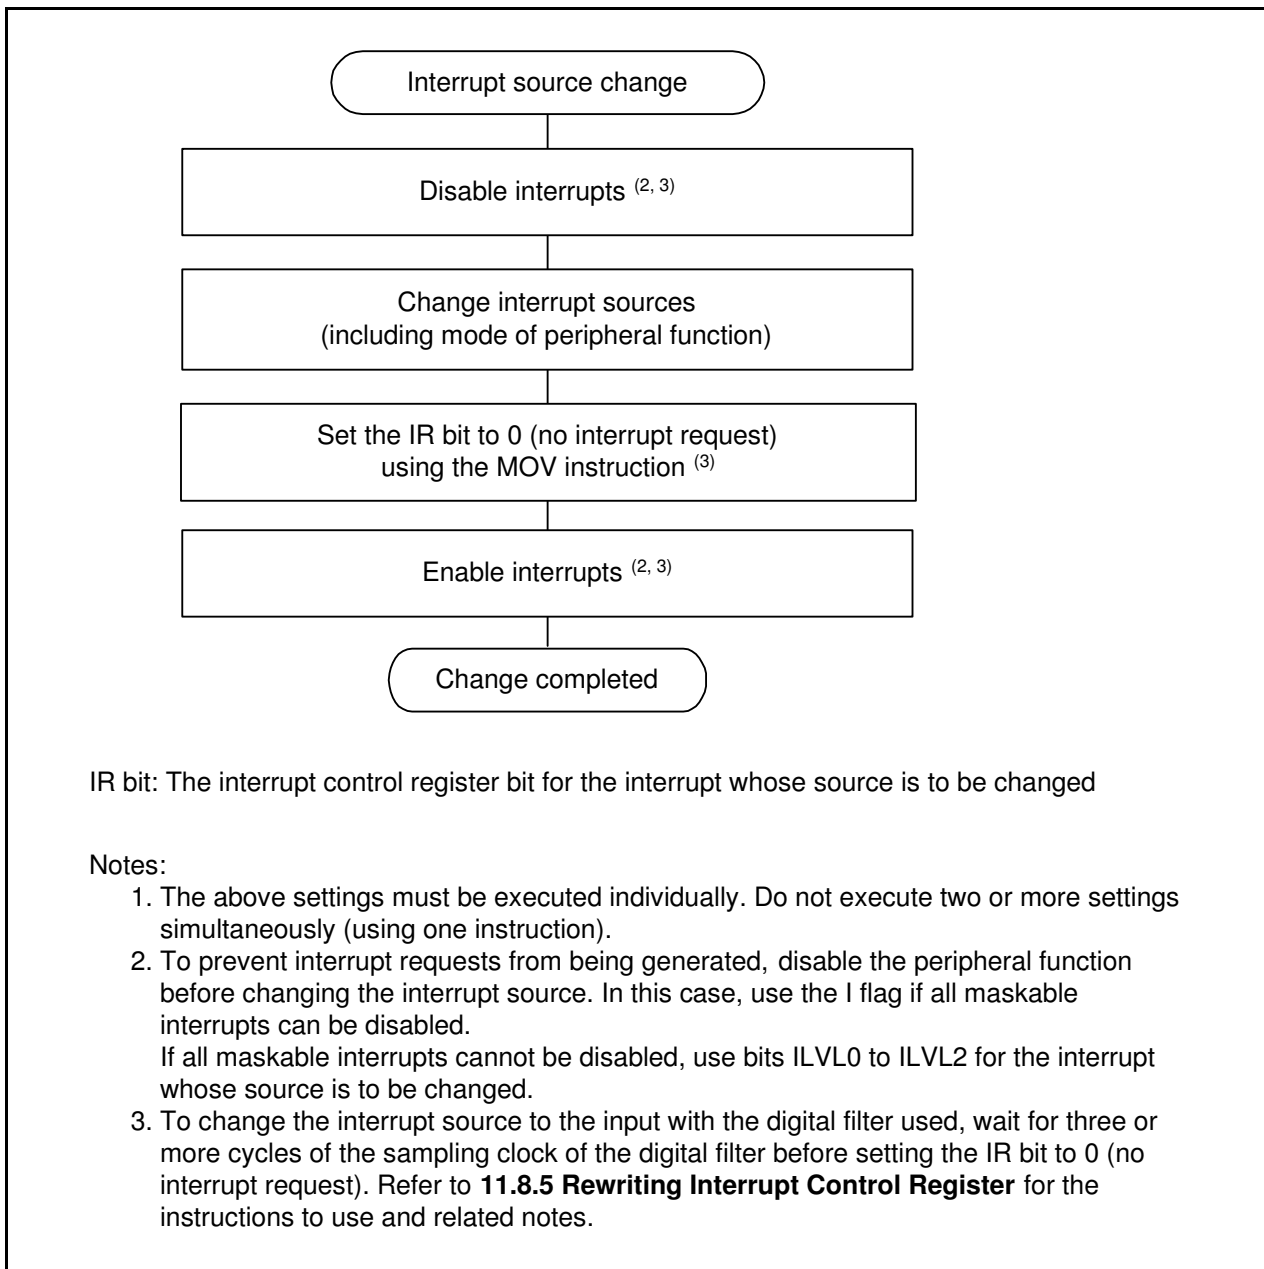 Interrupt source change
Disable interrupts (2, 3)
Change interrupt sources
(including mode of peripheral function)
Set the IR bit to 0 (no interrupt request)
using the MOV instruction (3)
Enable interrupts (2, 3)
Change completed
IR bit: The interrupt control register bit for the interrupt whose source is to be changed
Notes:
1. The above settings must be executed individually. Do not execute two or more settings
simultaneously (using one instruction).
2. To prevent interrupt requests from being generated, disable the peripheral function
before changing the interrupt source. In this case, use the I flag if all maskable
interrupts can be disabled.
If all maskable interrupts cannot be disabled, use bits ILVL0 to ILVL2 for the interrupt
whose source is to be changed.
3. To change the interrupt source to the input with the digital filter used, wait for three or
more cycles of the sampling clock of the digital filter before setting the IR bit to 0 (no
interrupt request). Refer to 11.8.5 Rewriting Interrupt Control Register for the
instructions to use and related notes.